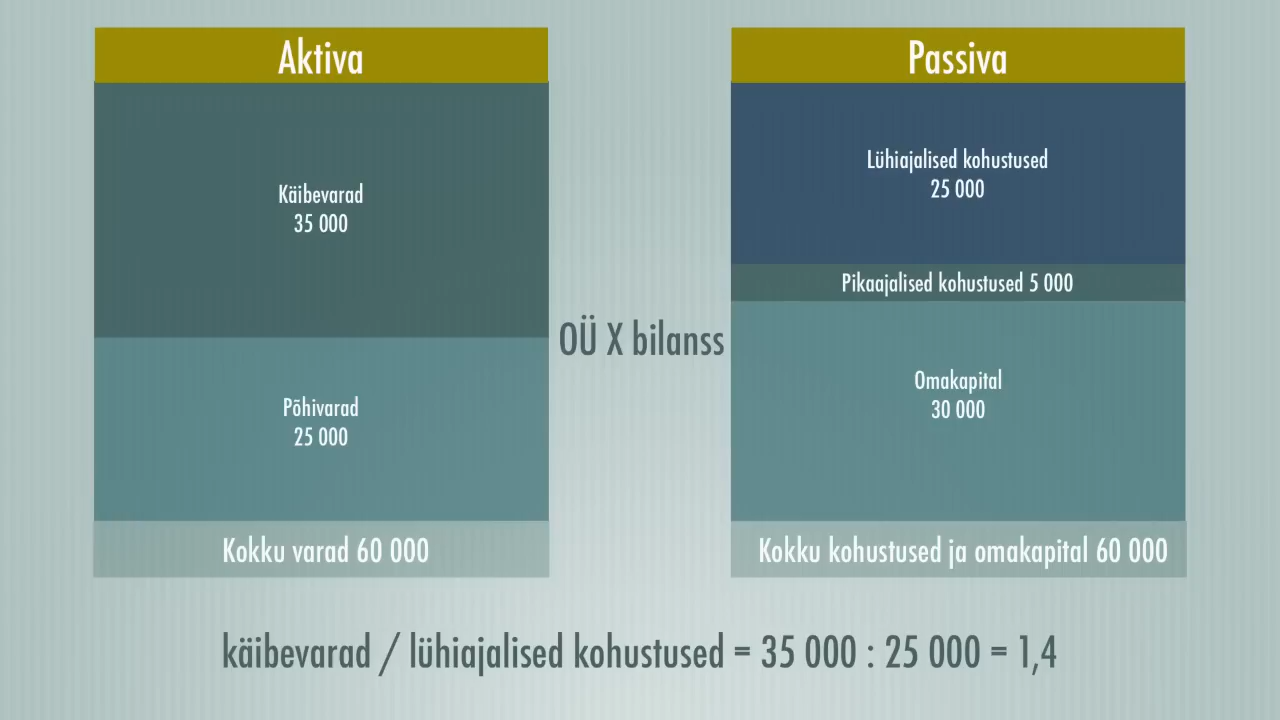 Aktiva
Käibevarad
35 000
Põhivarad
25 000
Kokku varad 60 000
OÜ X bilanss
Passiva
Lühiajalised kohustused
25 000
Pikaajalised kohustused 5 000
Omakapital
30 000
Kokku kohustused ja omakapital 60 000
käibevarad / lühiajalised kohustused = 35 000 : 25 000 = 1,4